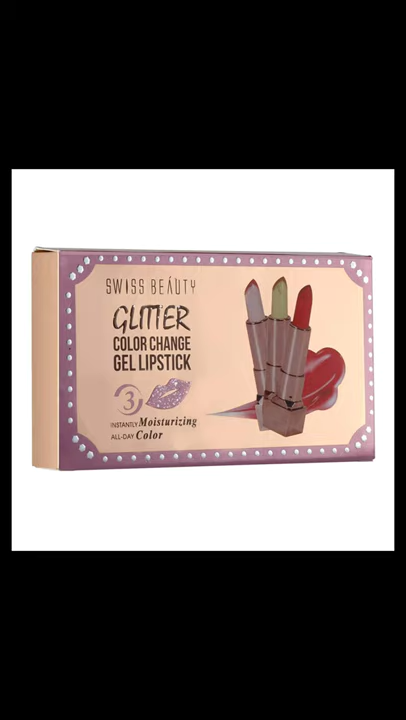 SWISS BEAUTY
GLITTER
COLOR CHANGE
GEL LIPSTICK
3
INSTANTLY Moisturizing
ALL-DAY Color